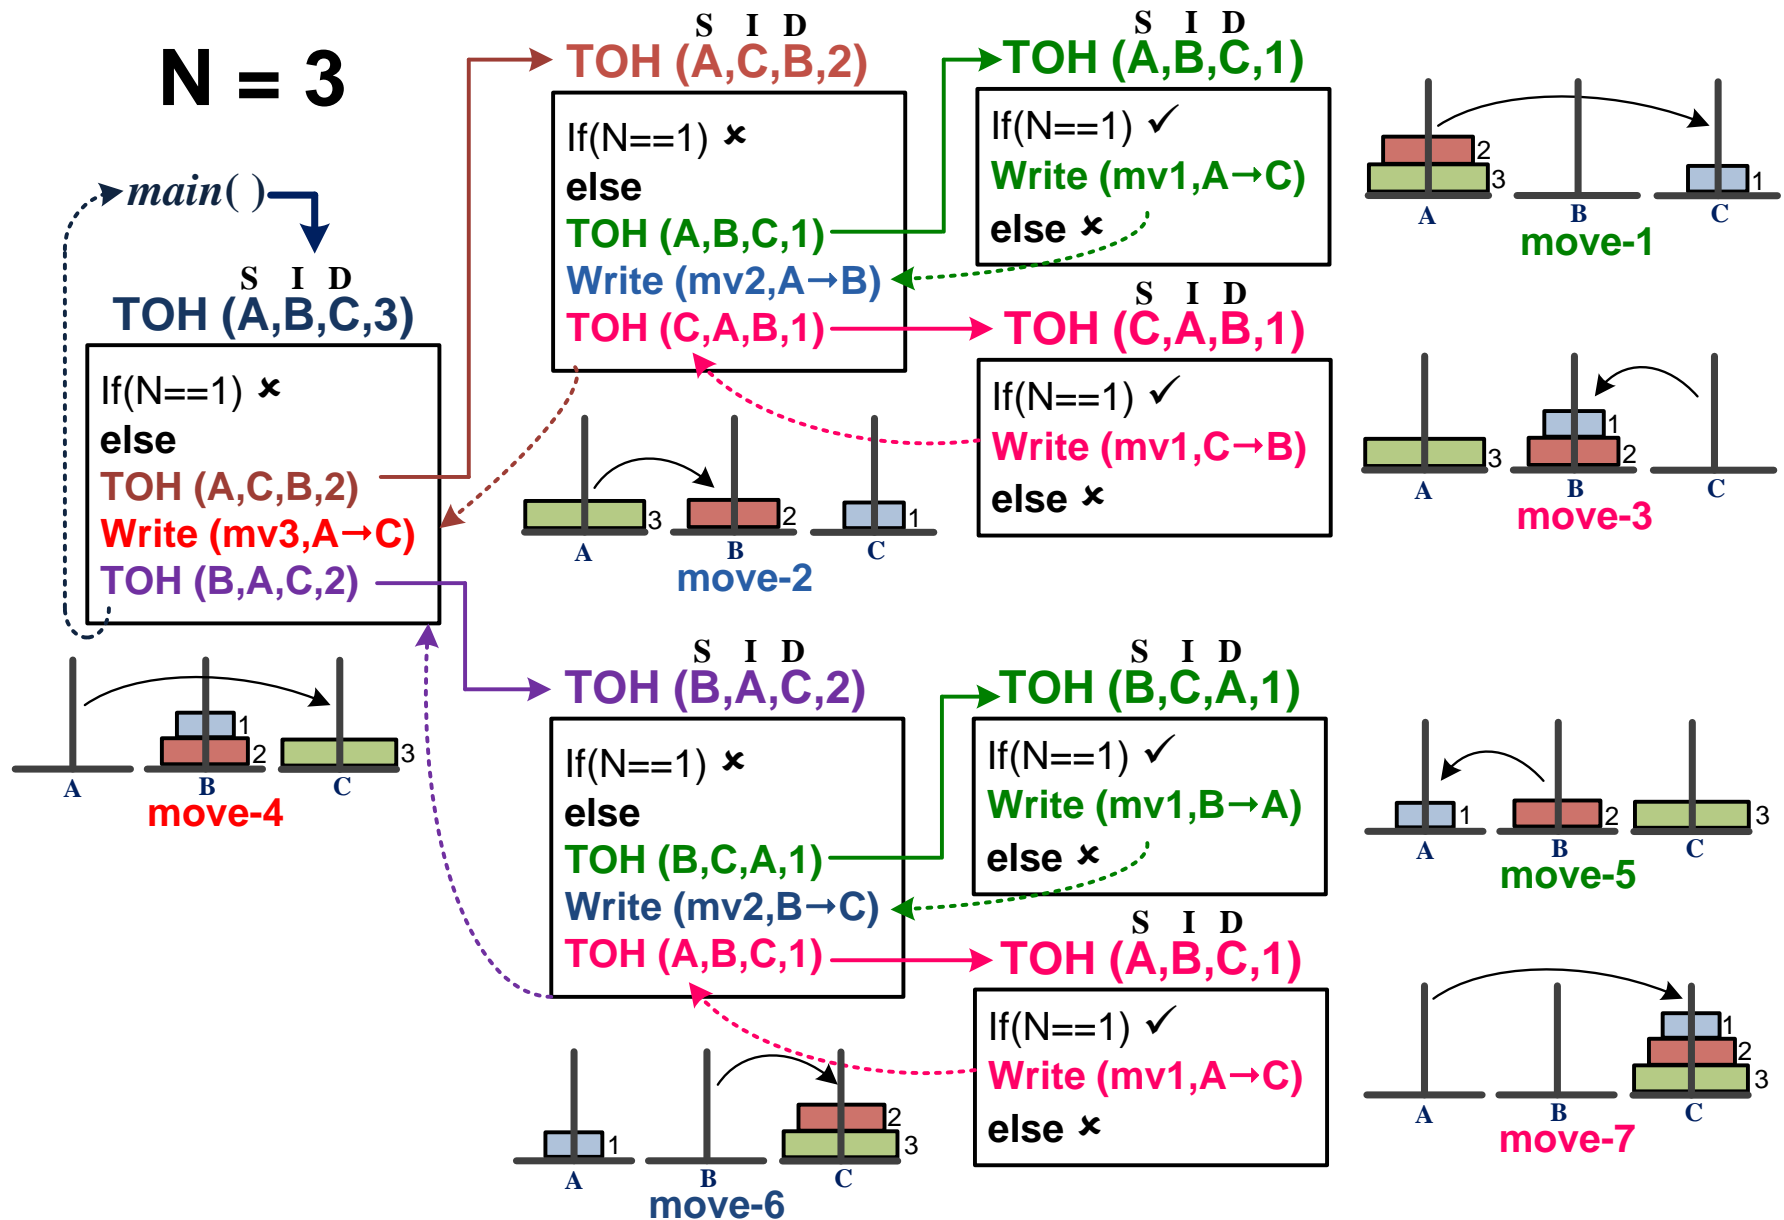 N = 3
main( )
S I D
TOH (A,B,C,3)
If(N==1) ✘
else
TOH (A,C,B,2)
Write (mv3,A→C)
TOH (B,A,C,2)
1
2
3
A B C
move-4
S I D
TOH (A,C,B,2)
If(N==1) ✘
else
TOH (A,B,C,1)
Write (mv2,A→B)
TOH (C,A,B,1)
3 2 1
A B C
move-2
S I D
TOH (A,B,C,1)
If(N==1) ✓
Write (mv1,A→C)
else ✘
2
3 1
A B C
move-1
S I D
TOH (C,A,B,1)
If(N==1) ✓
Write (mv1,C→B)
else ✘
1
3 2
A B C
move-3
S I D
TOH (B,A,C,2)
If(N==1) ✘
else
TOH (B,C,A,1)
Write (mv2,B→C)
TOH (A,B,C,1)
2
1 3
A B C
move-6
S I D
TOH (B,C,A,1)
If(N==1) ✓
Write (mv1,B→A)
else ✘
1 2 3
A B C
move-5
S I D
TOH (A,B,C,1)
If(N==1) ✓
Write (mv1,A→C)
else ✘
1
2
3
A B C
move-7